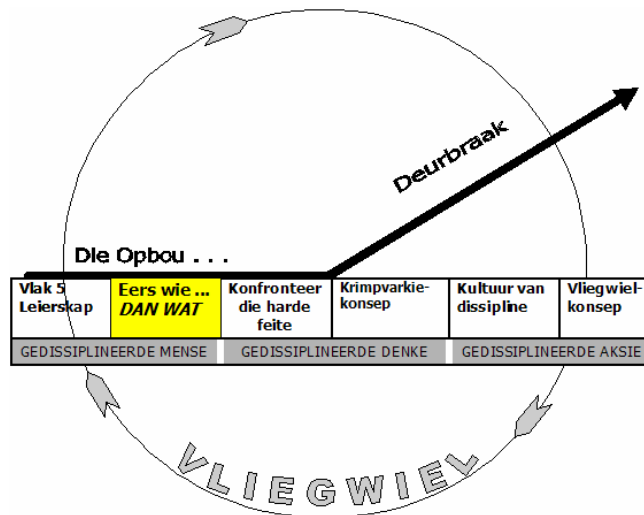 Deurbraak
Die Opbou . . .
Vlak 5
Leierskap
Eers wie ...
DAN WAT
Konfronteer
die harde
feite
Krimpvarkie-
konsep
Kultuur van
dissipline
Vliegwiel-
konsep
GEDISSIPLINEERDE MENSE
GEDISSIPLINEERDE DENKE
GEDISSIPLINEERDE AKSIE
VLIEGWIEL